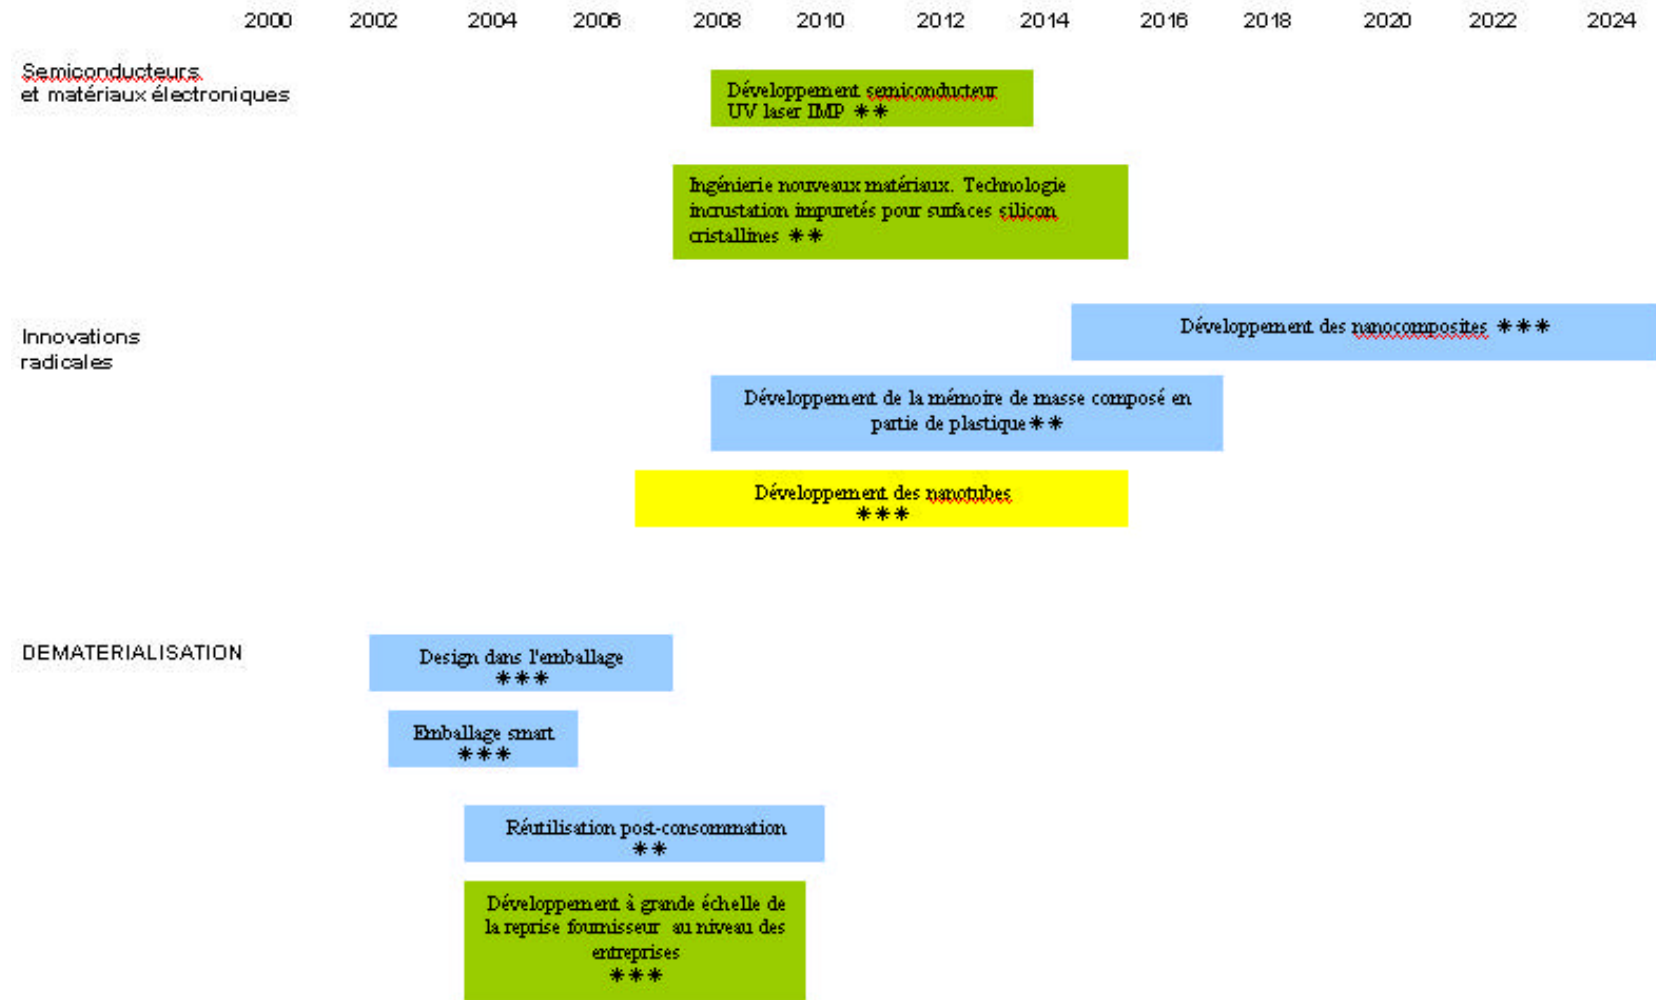 2000 2002 2004 2006 2008 2010 2012 2014 2016 2018 2020 2022 2024
Semiconducteurs
et matériaux électroniques
Développement semiconducteur
UV laser IMP **
Ingénierie nouveaux matériaux. Technologie
incrustation impuretés pour surfaces silicon
cristallines **
Innovations
radicales
Développement des nanocomposites ***
Développement de la mémoire de masse composé en
partie de plastique**
Développement des nanotubes
***
DEMATERIALISATION
Design dans l'emballage
***
Emballage smart
***
Réutilisation post-consommation
**
Développement à grande échelle de
la reprise fournisseur au niveau des
entreprises
***